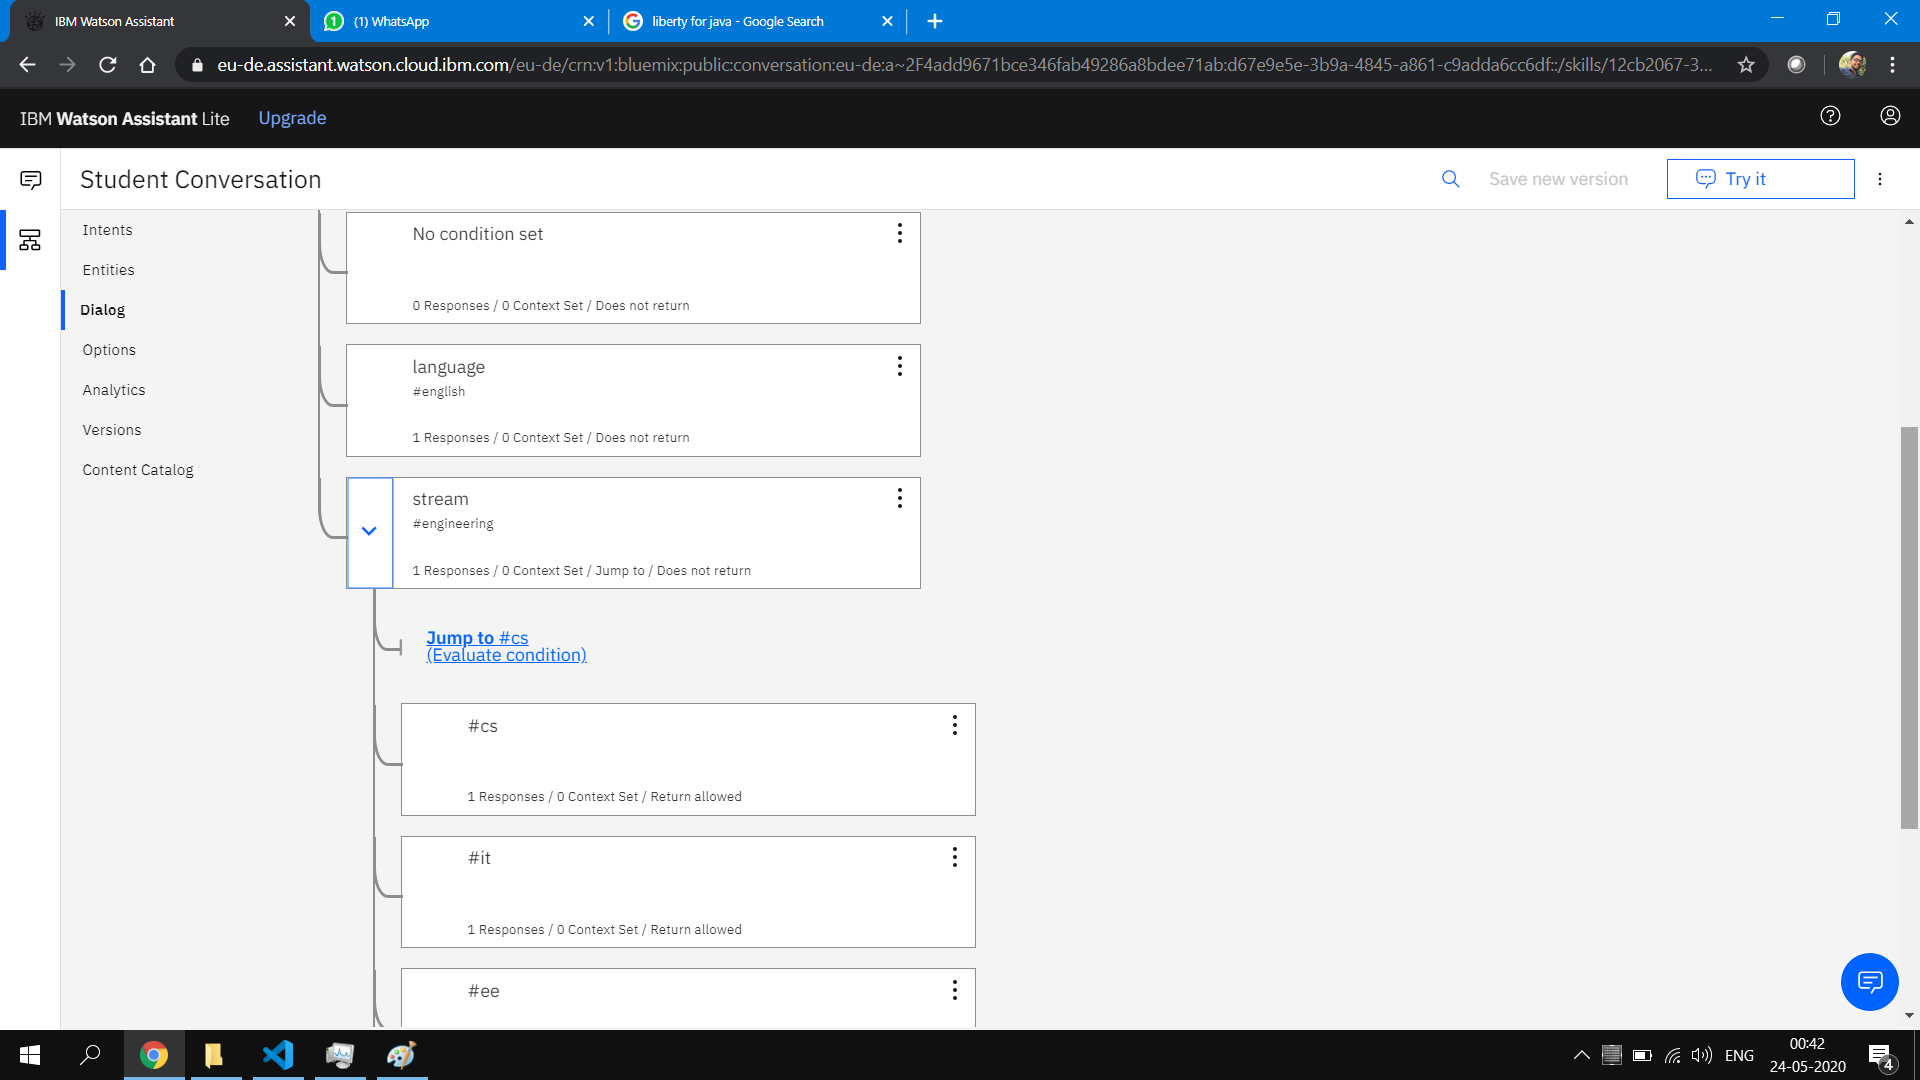 IBM Watson Assistant
(1) WhatsApp
liberty for java - Google Search
eu-de.assistant.watson.cloud.ibm.com/eu-de/crn:v1:bluemix:public:conversation:eu-de:a~2F4add9671bce346fab49286a8bdee71ab:d67e9e5e-3b9a-4845-a861-c9adda6cc6df::/skills/12cb2067-3...
IBM Watson Assistant Lite
Upgrade
Student Conversation
Save new version
Try it
Intents
Entities
Dialog
Options
Analytics
Versions
Content Catalog
No condition set
0 Responses / 0 Context Set / Does not return
language
#english
1 Responses / 0 Context Set / Does not return
stream
#engineering
1 Responses / 0 Context Set / Jump to / Does not return
Jump to #cs
(Evaluate condition)
#cs
1 Responses / 0 Context Set / Return allowed
#it
1 Responses / 0 Context Set / Return allowed
#ee
ENG
00:42
24-05-2020
4